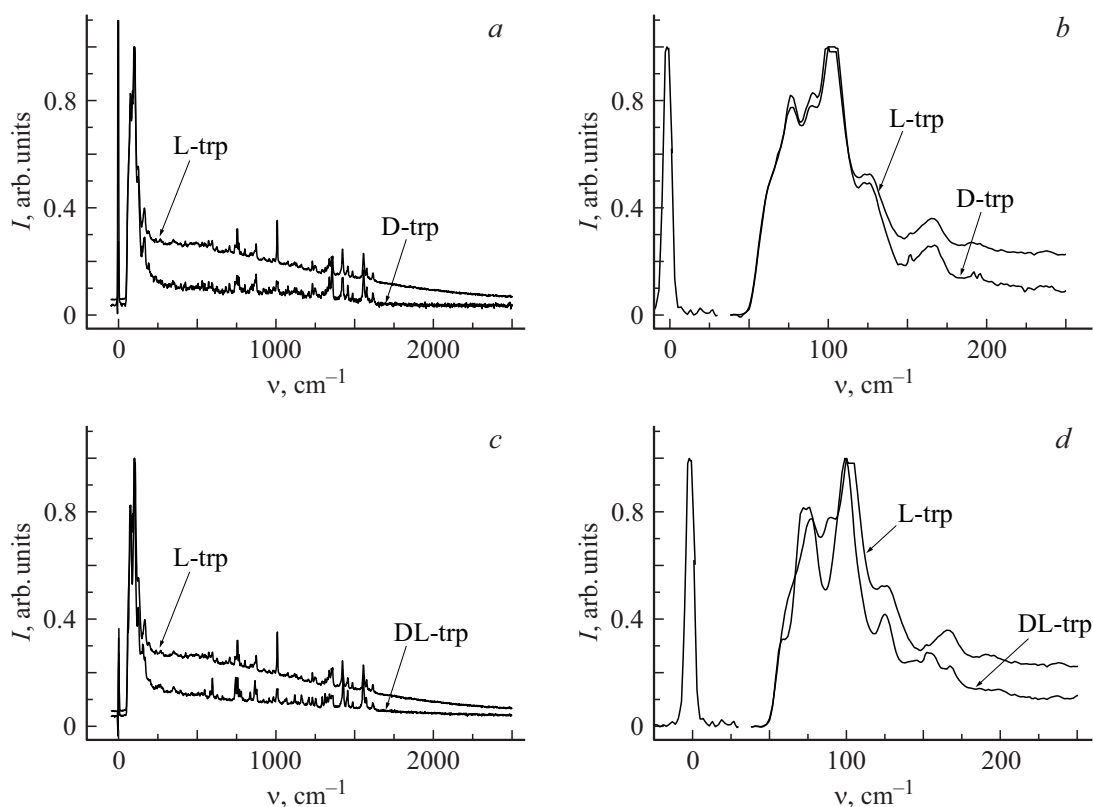 a
I, arb. units
0.8
0.4
0
L-trp
D-trp
0 1000 2000
ν, cm–1
b
I, arb. units
0.8
0.4
0
L-trp
D-trp
0 100 200
ν, cm–1
c
I, arb. units
0.8
0.4
0
L-trp
DL-trp
0 1000 2000
ν, cm–1
d
I, arb. units
0.8
0.4
0
L-trp
DL-trp
0 100 200
ν, cm–1